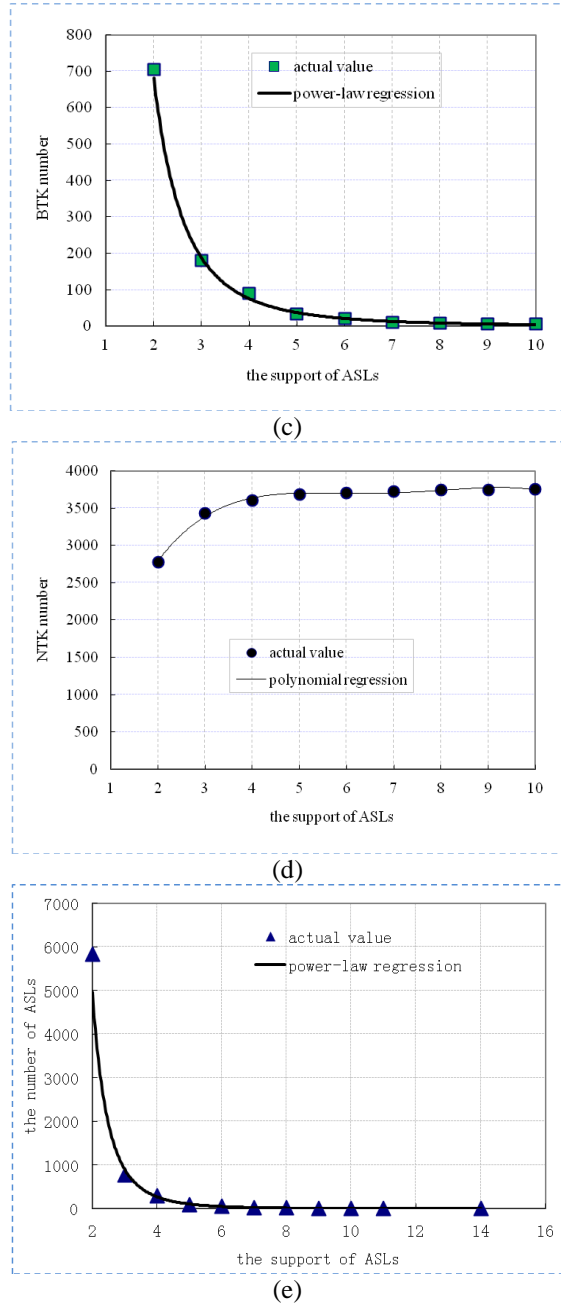 800
700
600
500
400
300
200
100
0
BTK number
actual value
power-law regression
1 2 3 4 5 6 7 8 9 10
the support of ASLs
(c)
4000
3500
3000
2500
2000
1500
1000
500
0
NTK number
actual value
polynomial regression
1 2 3 4 5 6 7 8 9 10
the support of ASLs
(d)
7000
6000
5000
4000
3000
2000
1000
0
the number of ASLs
actual value
power-law regression
2 4 6 8 10 12 14 16
the support of ASLs
(e)